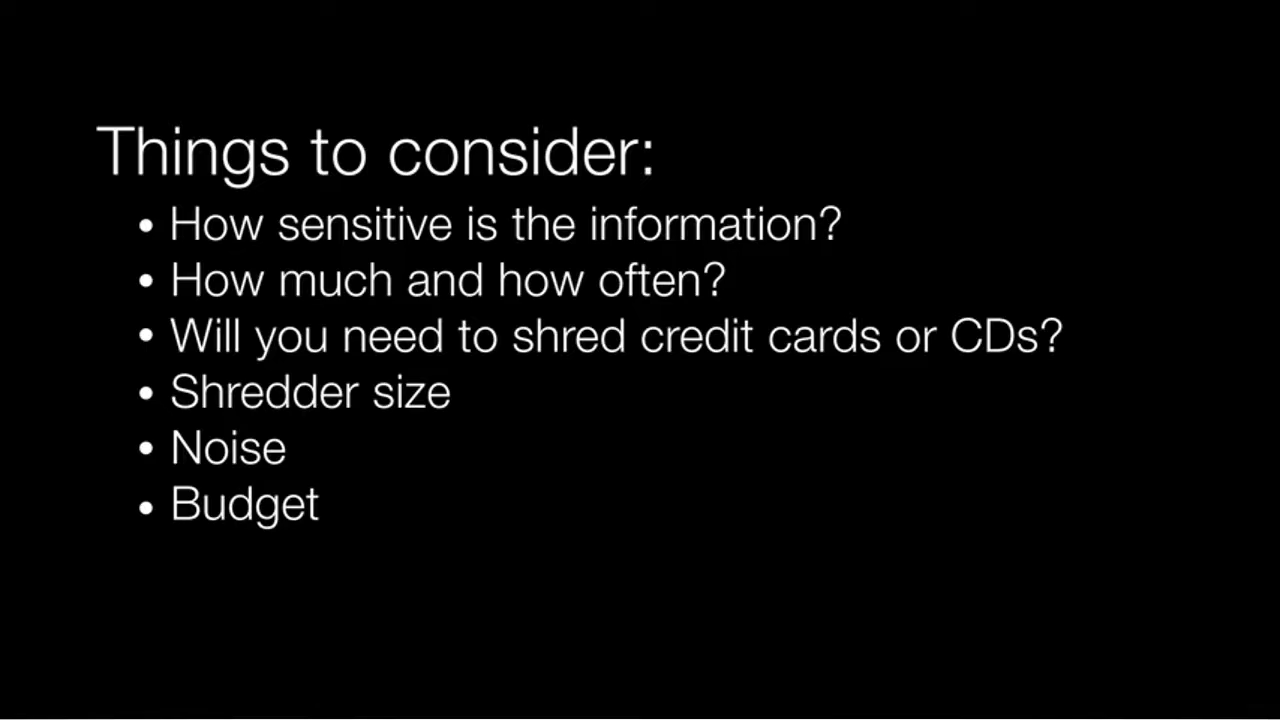 Things to consider:
• How sensitive is the information?
• How much and how often?
• Will you need to shred credit cards or CDs?
• Shredder size
• Noise
• Budget